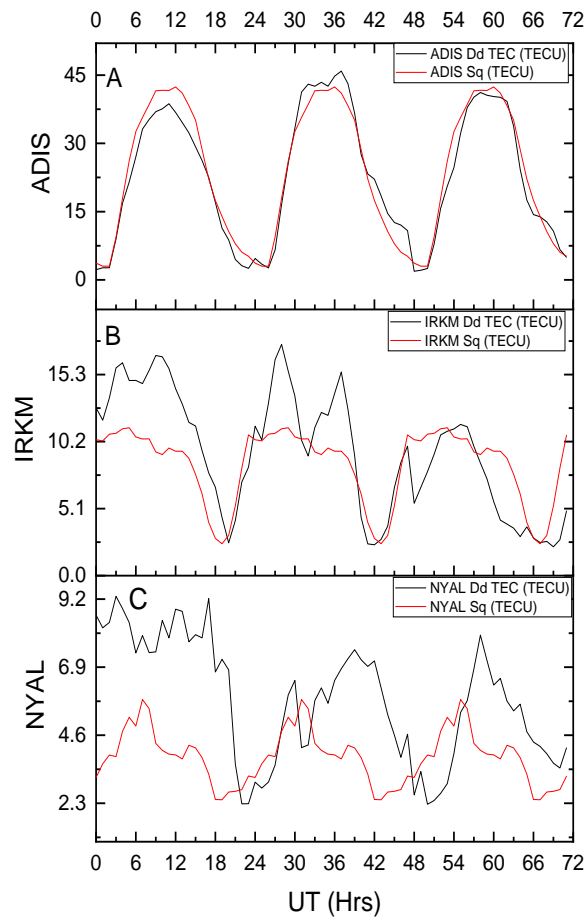 0 6 12 18 24 30 36 42 48 54 60 66 72
A
ADIS Dd TEC (TECU)
ADIS Sq (TECU)
45
30
15
0
ADIS
B
IRKM Dd TEC (TECU)
IRKM Sq (TECU)
15.3
10.2
5.1
0.0
IRKM
C
NYAL Dd TEC (TECU)
NYAL Sq (TECU)
9.2
6.9
4.6
2.3
NYAL
0 6 12 18 24 30 36 42 48 54 60 66 72
UT (Hrs)